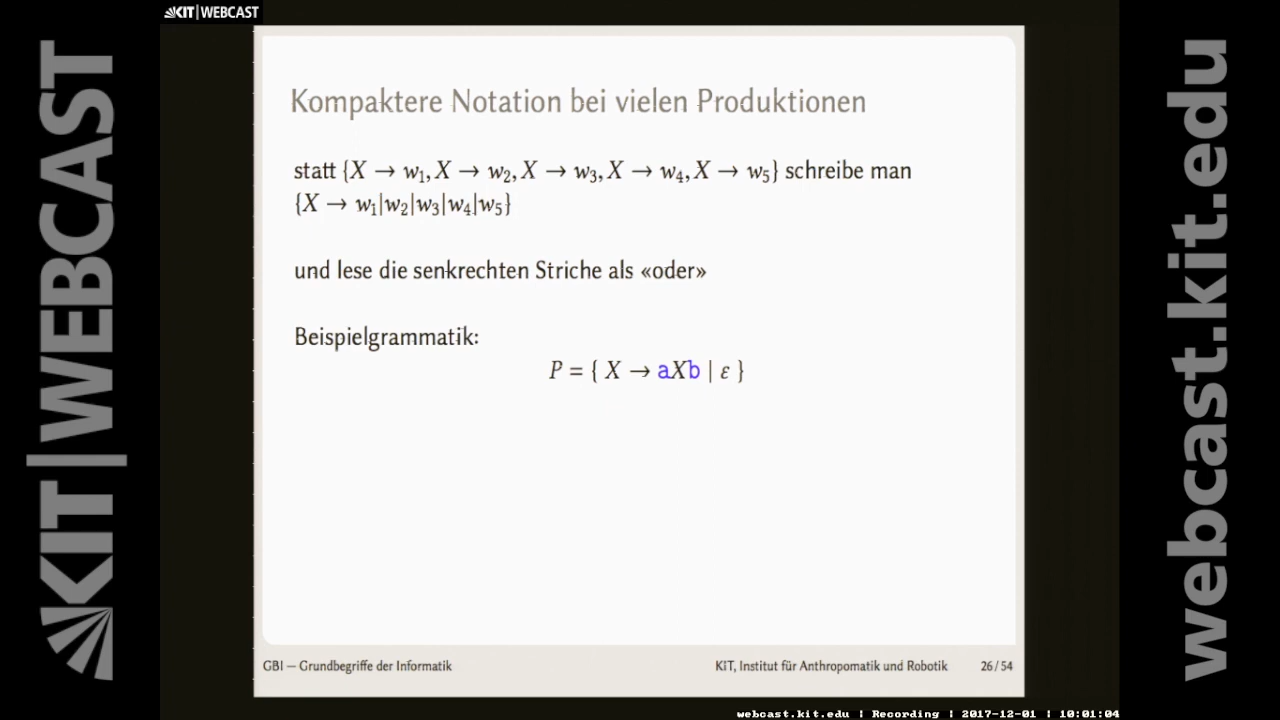 KIT|WEBCAST
KIT|WEBCAST
webcast.kit.edu
Kompaktere Notation bei vielen Produktionen
statt {X → w₁, X → w₂, X → w₃, X → w₄, X → w₅} schreibe man
{X → w₁|w₂|w₃|w₄|w₅}
und lese die senkrechten Striche als «oder»
Beispielgrammatik:
P = { X → aXb | ε }
GBI — Grundbegriffe der Informatik
KIT, Institut für Anthropomatik und Robotik
26 / 54
webcast.kit.edu | Recording | 2017-12-01 | 10:01:04